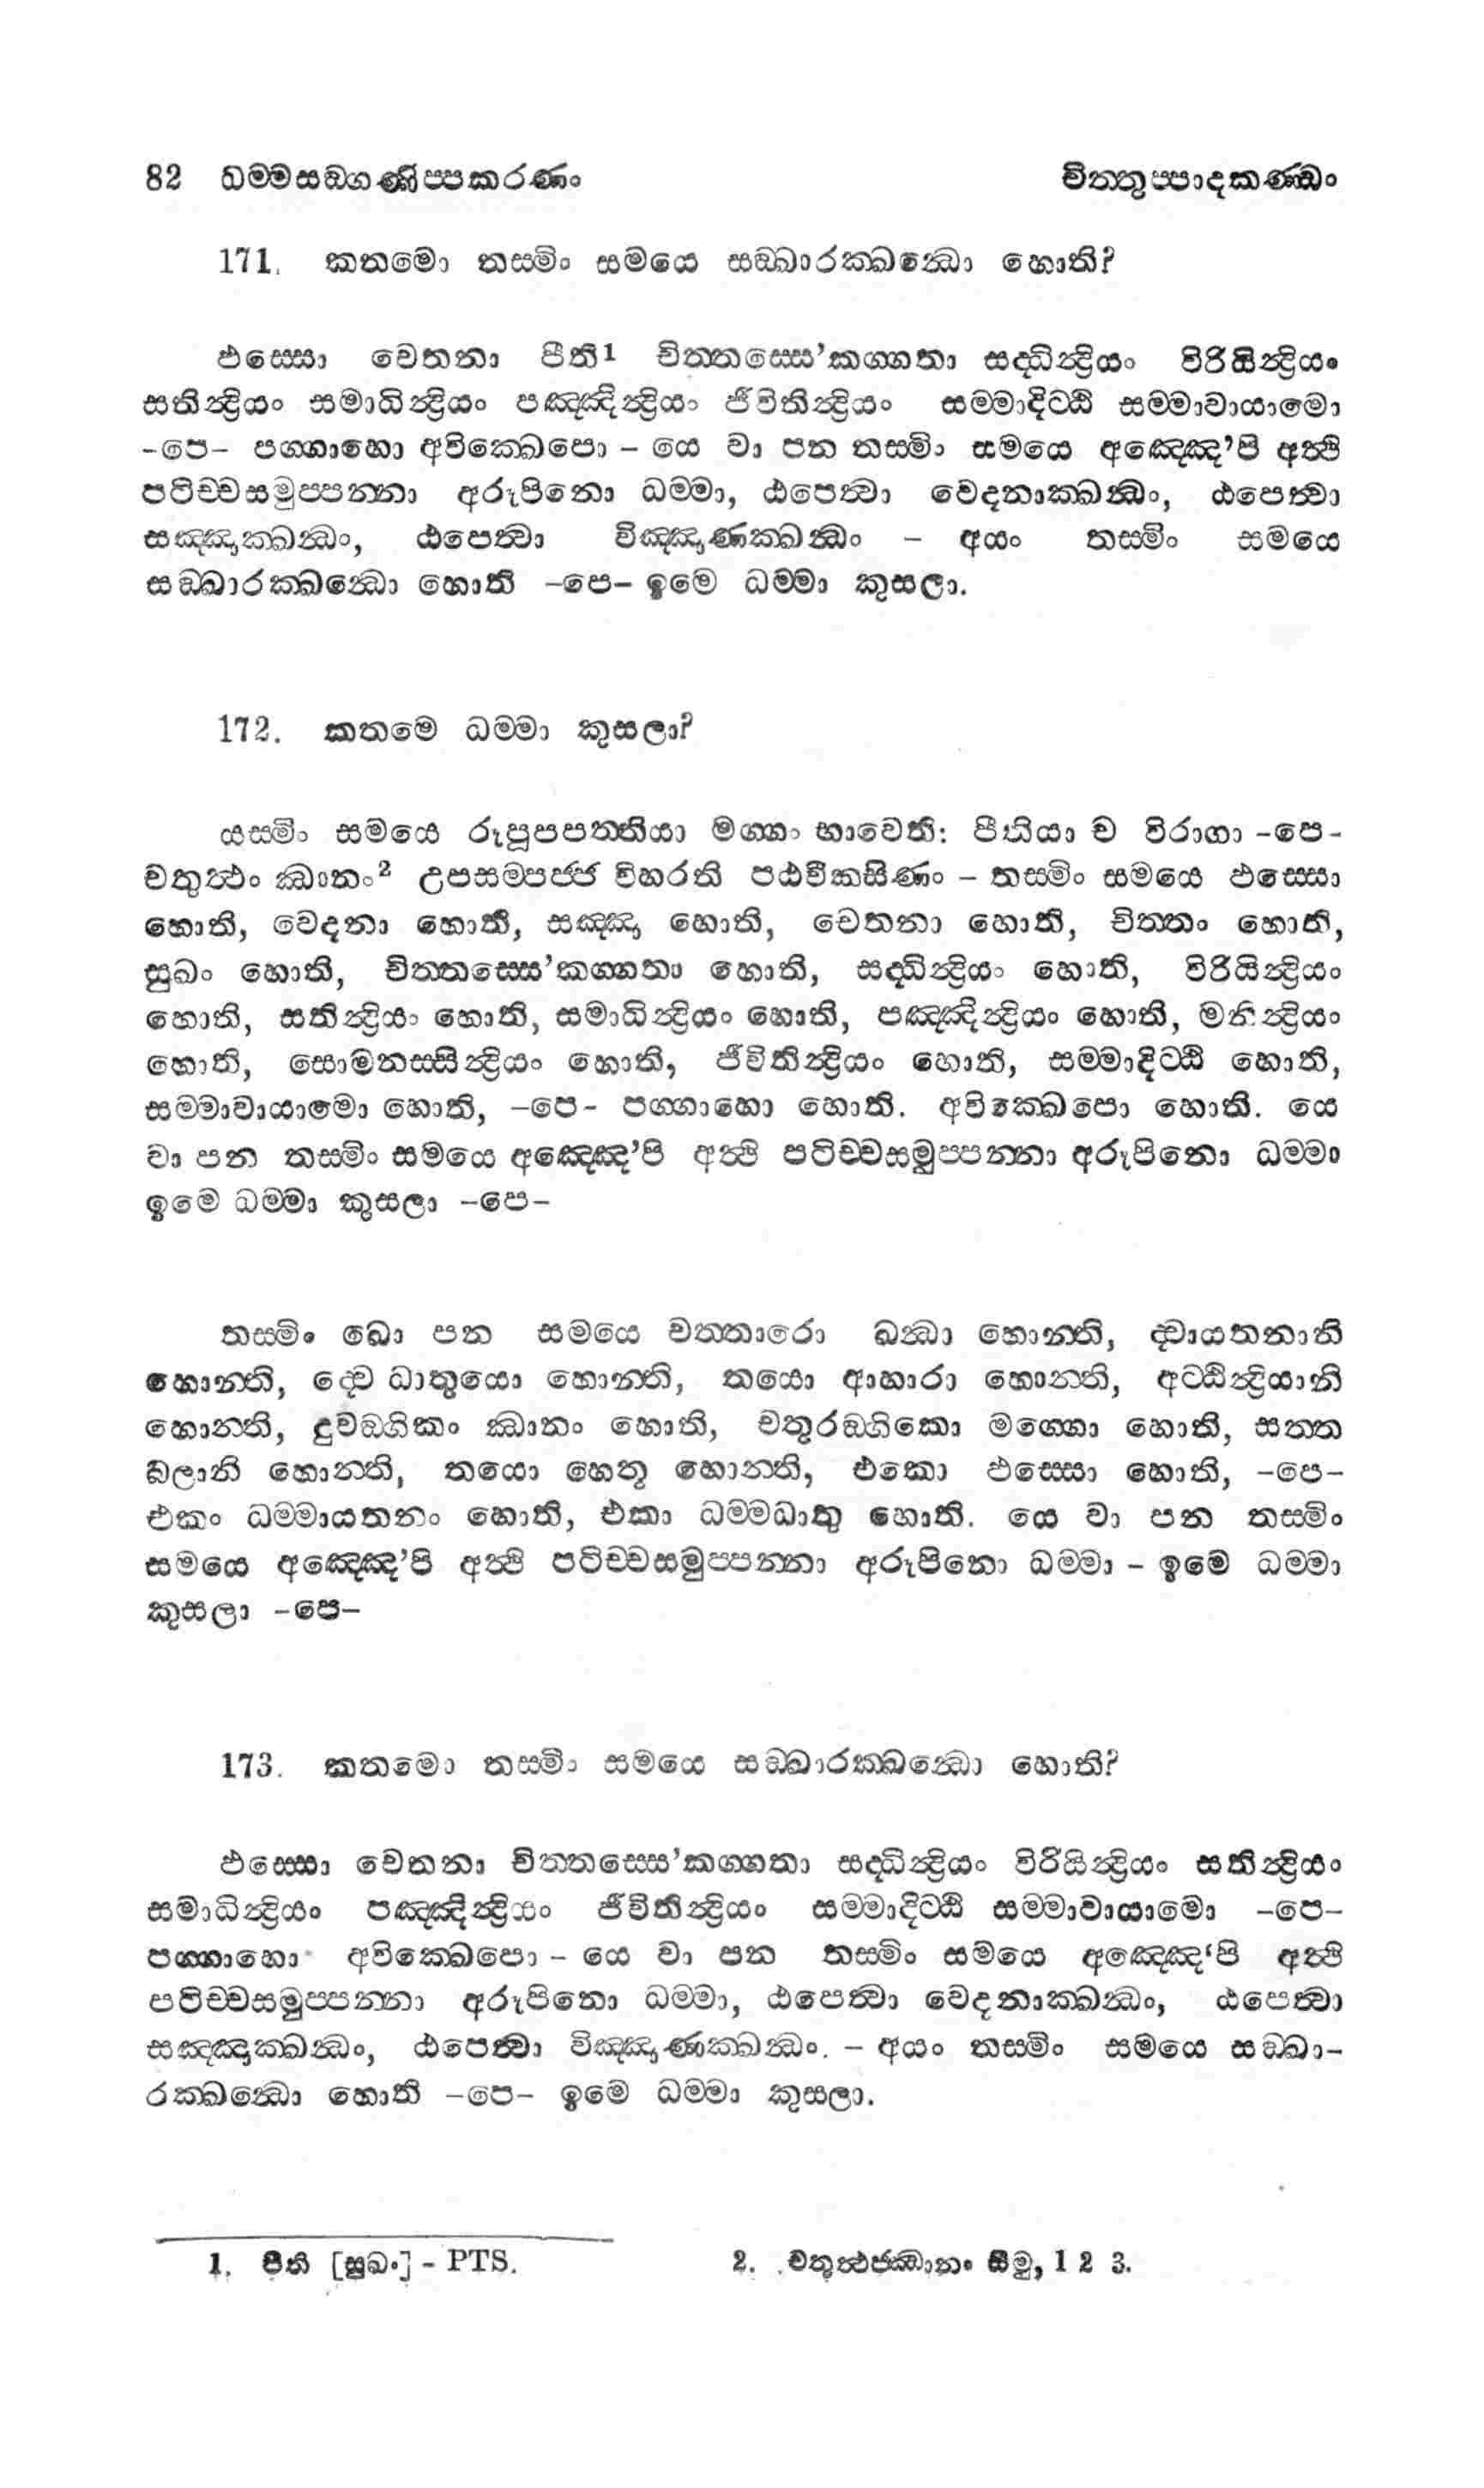 82 ධම්මසඞ්ගණිප්පකරණං චිත්තුප්පාදකණ්ඩං
171. කතමො තස්මිං සමයෙ සඞ්ඛාරක්ඛන්ධො හොති?
ඵස්සො චෙතනා පීති1 චිත්තස්සෙ’කග්ගතා සද්ධින්ද්‍රියං විරියින්ද්‍රියං
සතින්ද්‍රියං සමාධින්ද්‍රියං පඤ්ඤින්ද්‍රියං ජීවිතින්ද්‍රියං සම්මාදිට්ඨි සම්මාවායාමො
-පෙ- පග්ගාහො අවික්ඛෙපො - යෙ වා පන තස්මිං සමයෙ අඤ්ඤෙ’පි අත්ථි
පටිච්චසමුප්පන්නා අරූපිනො ධම්මා, ඨපෙත්වා වෙදනාක්ඛන්ධං, ඨපෙත්වා
සඤ්ඤාක්ඛන්ධං, ඨපෙත්වා විඤ්ඤාණක්ඛන්ධං - අයං තස්මිං සමයෙ
සඞ්ඛාරක්ඛන්ධො හොති -පෙ- ඉමෙ ධම්මා කුසලා.
172. කතමෙ ධම්මා කුසලා?
යස්මිං සමයෙ රූපූපපත්තියා මග්ගං භාවෙති: පීතියා ච විරාගා -පෙ-
චතුත්ථං ඣානං2 උපසම්පජ්ජ විහරති පඨවීකසිණං - තස්මිං සමයෙ ඵස්සො
හොති, වෙදනා හොති, සඤ්ඤා හොති, චෙතනා හොති, චිත්තං හොති,
සුඛං හොති, චිත්තස්සෙ’කග්ගතා හොති, සද්ධින්ද්‍රියං හොති, විරියින්ද්‍රියං
හොති, සතින්ද්‍රියං හොති, සමාධින්ද්‍රියං හොති, පඤ්ඤින්ද්‍රියං හොති, මනින්ද්‍රියං
හොති, සොමනස්සින්ද්‍රියං හොති, ජීවිතින්ද්‍රියං හොති, සම්මාදිට්ඨි හොති,
සම්මාවායාමො හොති, -පෙ- පග්ගාහො හොති. අවික්ඛෙපො හොති. යෙ
වා පන තස්මිං සමයෙ අඤ්ඤෙ’පි අත්ථි පටිච්චසමුප්පන්නා අරූපිනො ධම්මා
ඉමෙ ධම්මා කුසලා -පෙ-
තස්මිං ඛො පන සමයෙ චත්තාරො ඛන්ධා හොන්ති, ද්වායතනානි
හොන්ති, ද්වෙ ධාතුයො හොන්ති, තයො ආහාරා හොන්ති, අට්ඨින්ද්‍රියානි
හොන්ති, දුවඞ්ගිකං ඣානං හොති, චතුරඞ්ගිකො මග්ගො හොති, සත්ත
බලානි හොන්ති, තයො හෙතූ හොන්ති, එකො ඵස්සො හොති, -පෙ-
එකං ධම්මායතනං හොති, එකා ධම්මධාතු හොති. යෙ වා පන තස්මිං
සමයෙ අඤ්ඤෙ’පි අත්ථි පටිච්චසමුප්පන්නා අරූපිනො ධම්මා - ඉමෙ ධම්මා
කුසලා -පෙ-
173. කතමො තස්මිං සමයෙ සඞ්ඛාරක්ඛන්ධො හොති?
ඵස්සො චෙතනා චිත්තස්සෙ’කග්ගතා සද්ධින්ද්‍රියං විරියින්ද්‍රියං සතින්ද්‍රියං
සමාධින්ද්‍රියං පඤ්ඤින්ද්‍රියං ජීවිතින්ද්‍රියං සම්මාදිට්ඨි සම්මාවායාමො -පෙ-
පග්ගාහො අවික්ඛෙපො - යෙ වා පන තස්මිං සමයෙ අඤ්ඤෙ‘පි අත්ථි
පටිච්චසමුප්පන්නා අරූපිනො ධම්මා, ඨපෙත්වා වෙදනාක්ඛන්ධං, ඨපෙත්වා
සඤ්ඤාක්ඛන්ධං, ඨපෙත්වා විඤ්ඤාණක්ඛන්ධං. - අයං තස්මිං සමයෙ සඞ්ඛා-
රක්ඛන්ධො හොති -පෙ- ඉමෙ ධම්මා කුසලා.
1. පීති [සුඛං] - PTS. 2. චතුත්ථජ්ඣානං සීමු, 1 2 3.